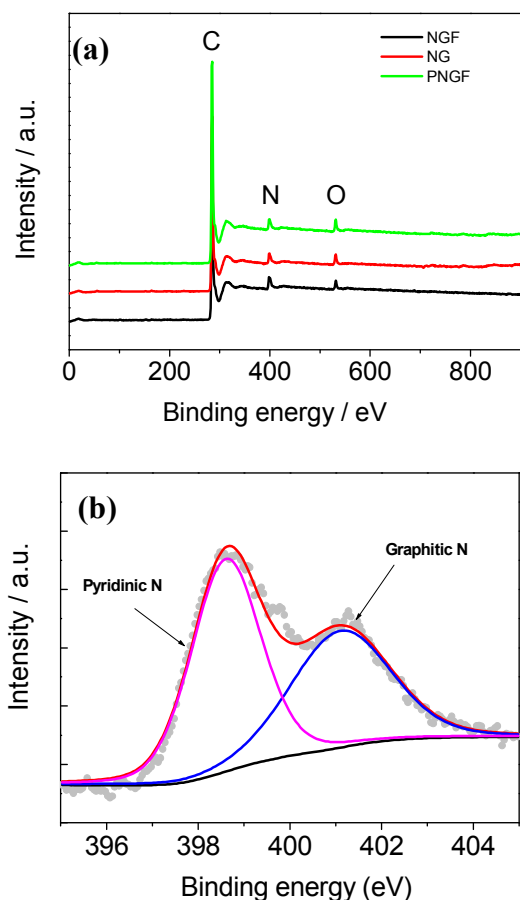 (a)
C
N
O
NGF
NG
PNGF
Intensity / a.u.
0 200 400 600 800
Binding energy / eV
(b)
Pyridinic N
Graphitic N
Intensity / a.u.
396 398 400 402 404
Binding energy (eV)